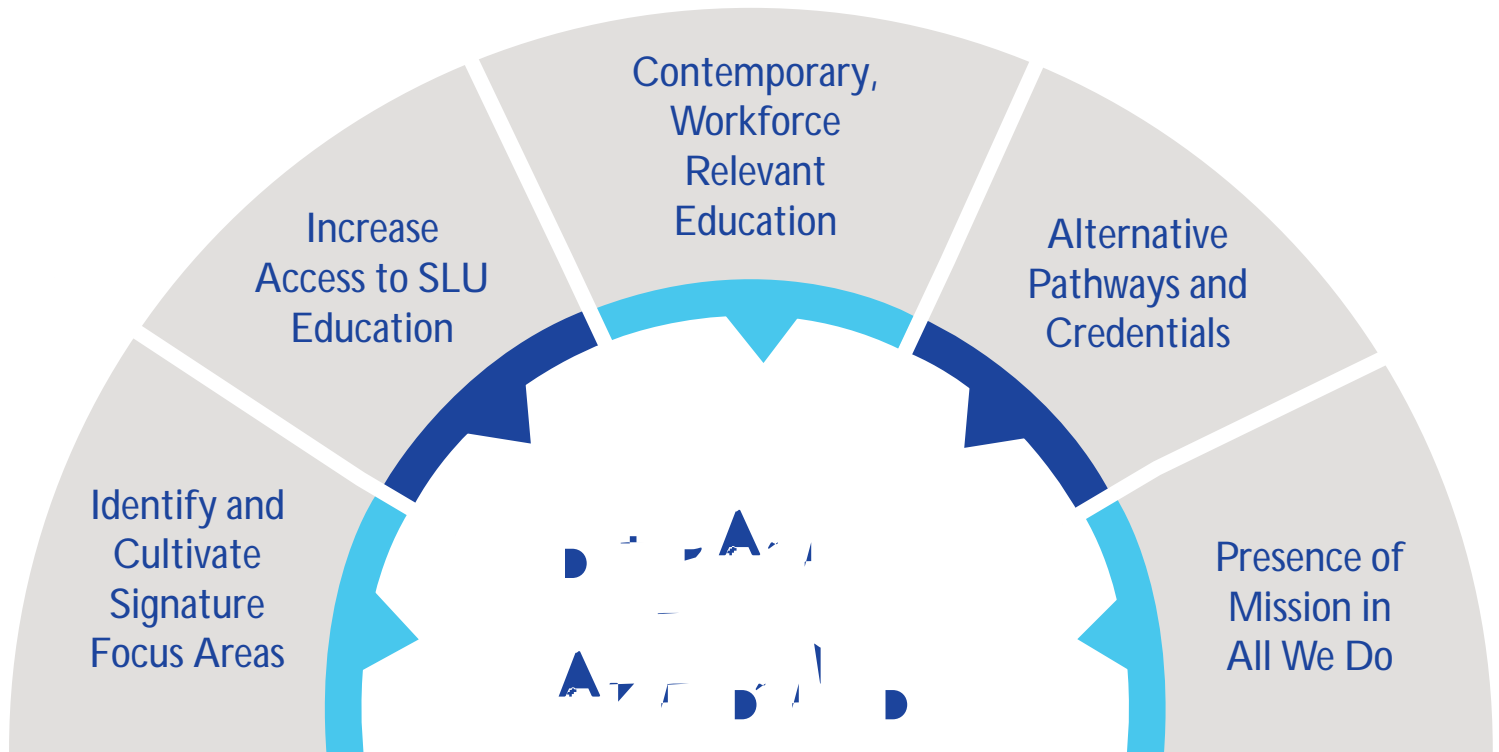 Identify and
Cultivate
Signature
Focus Areas
Increase
Access to SLU
Education
Contemporary,
Workforce
Relevant
Education
Alternative
Pathways and
Credentials
Presence of
Mission in
All We Do